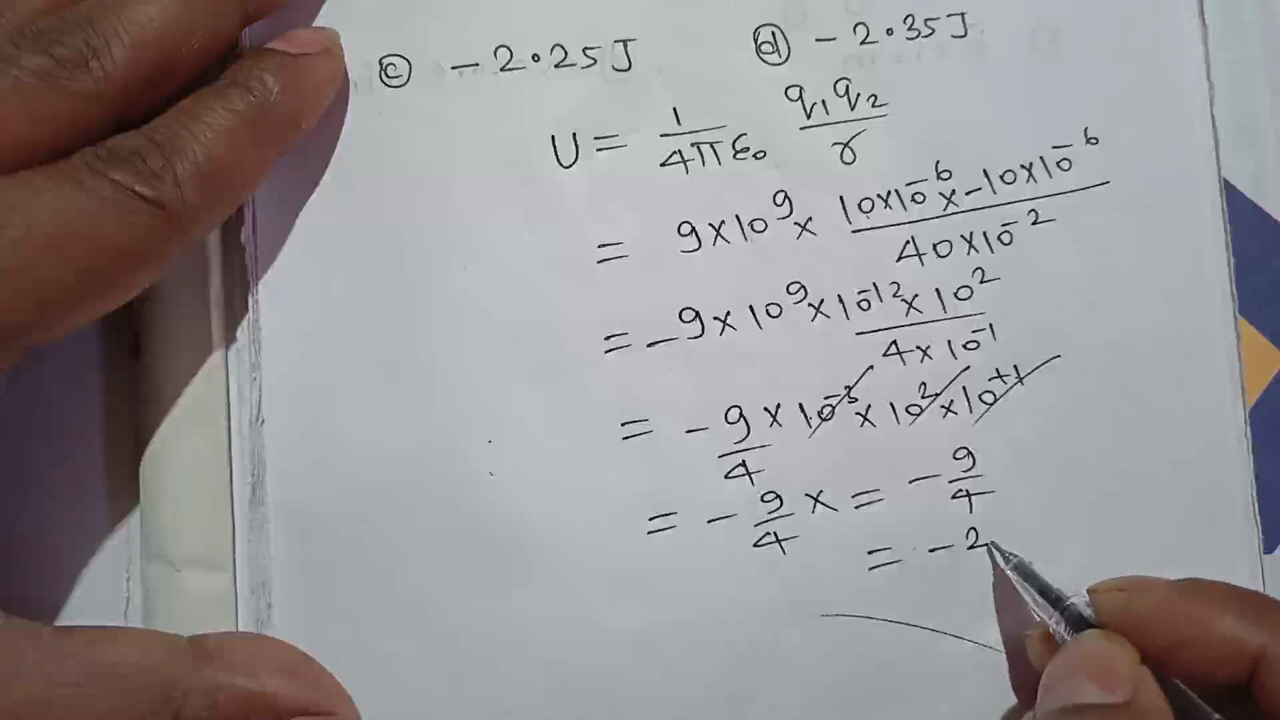 ⓒ -2.25J ⓓ -2.35J
U = 1/4πε₀ q₁q₂/r
= 9×10⁹× 10×10⁻⁶×-10×10⁻⁶/40×10⁻²
= -9×10⁹×10⁻¹²×10²/4×10⁻¹
= -9/4×10⁻³×10²×10⁺¹
= -9/4× = -9/4
= -2